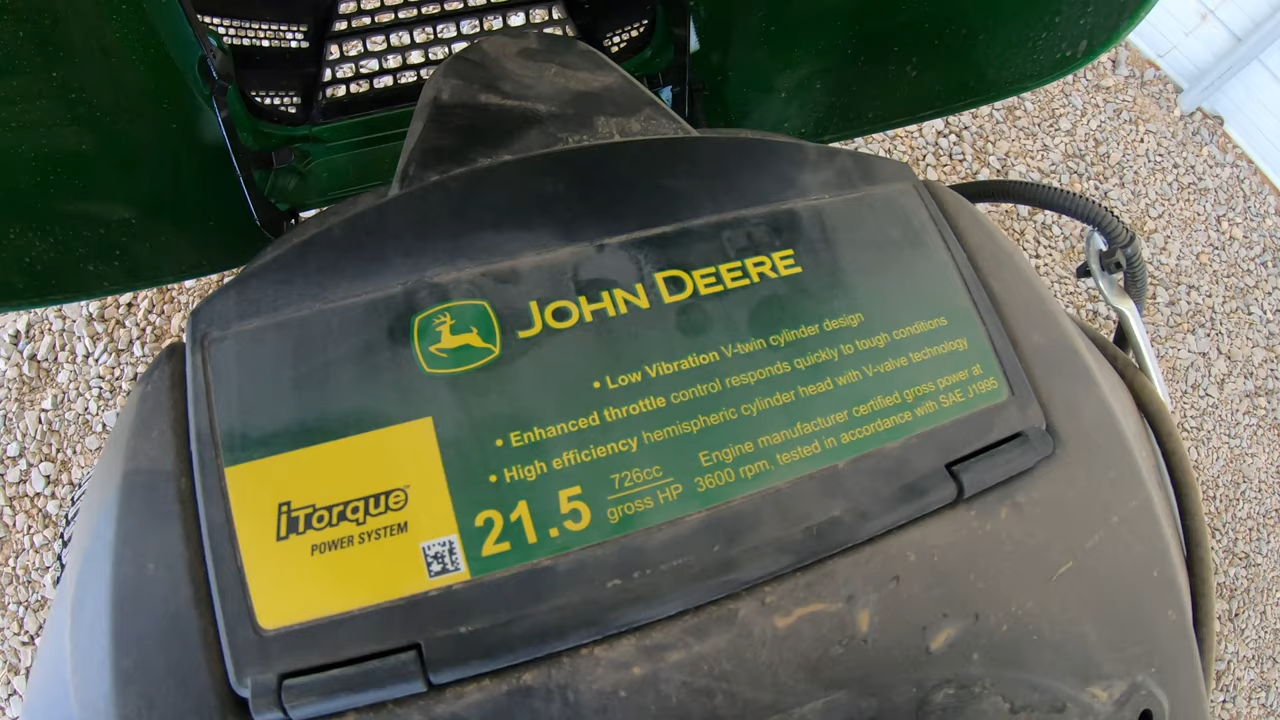 JOHN DEERE
• Low Vibration V-twin cylinder design
• Enhanced throttle control responds quickly to tough conditions
• High efficiency hemispheric cylinder head with V-valve technology
21.5 726cc gross HP
Engine manufacturer certified gross power at
3600 rpm, tested in accordance with SAE J1995
iTorque™
POWER SYSTEM